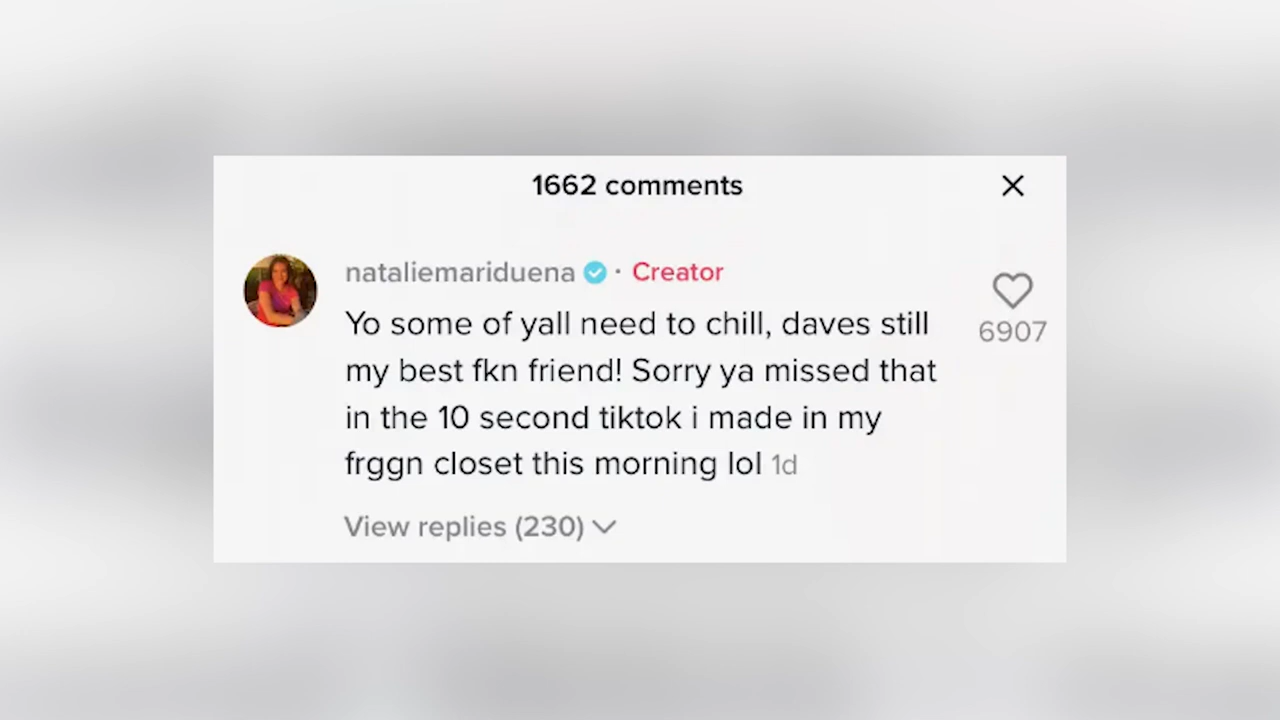 1662 comments
nataliemariduena · Creator
Yo some of yall need to chill, daves still
my best fkn friend! Sorry ya missed that
in the 10 second tiktok i made in my
frggn closet this morning lol 1d
6907
View replies (230)